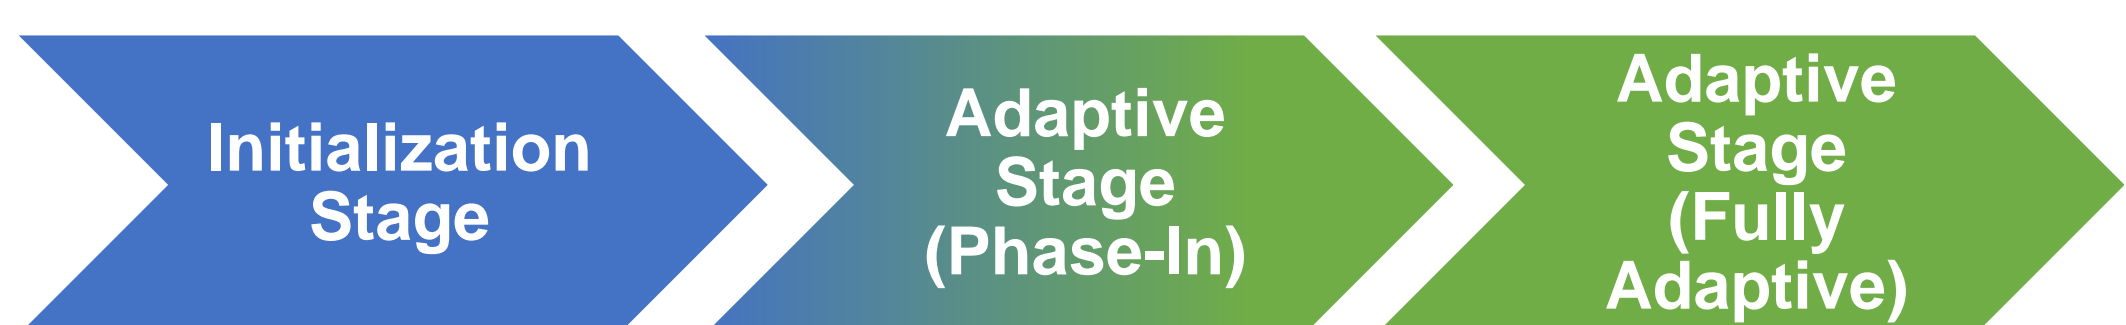 Initialization
Stage
Adaptive
Stage
(Phase-In)
Adaptive
Stage
(Fully
Adaptive)